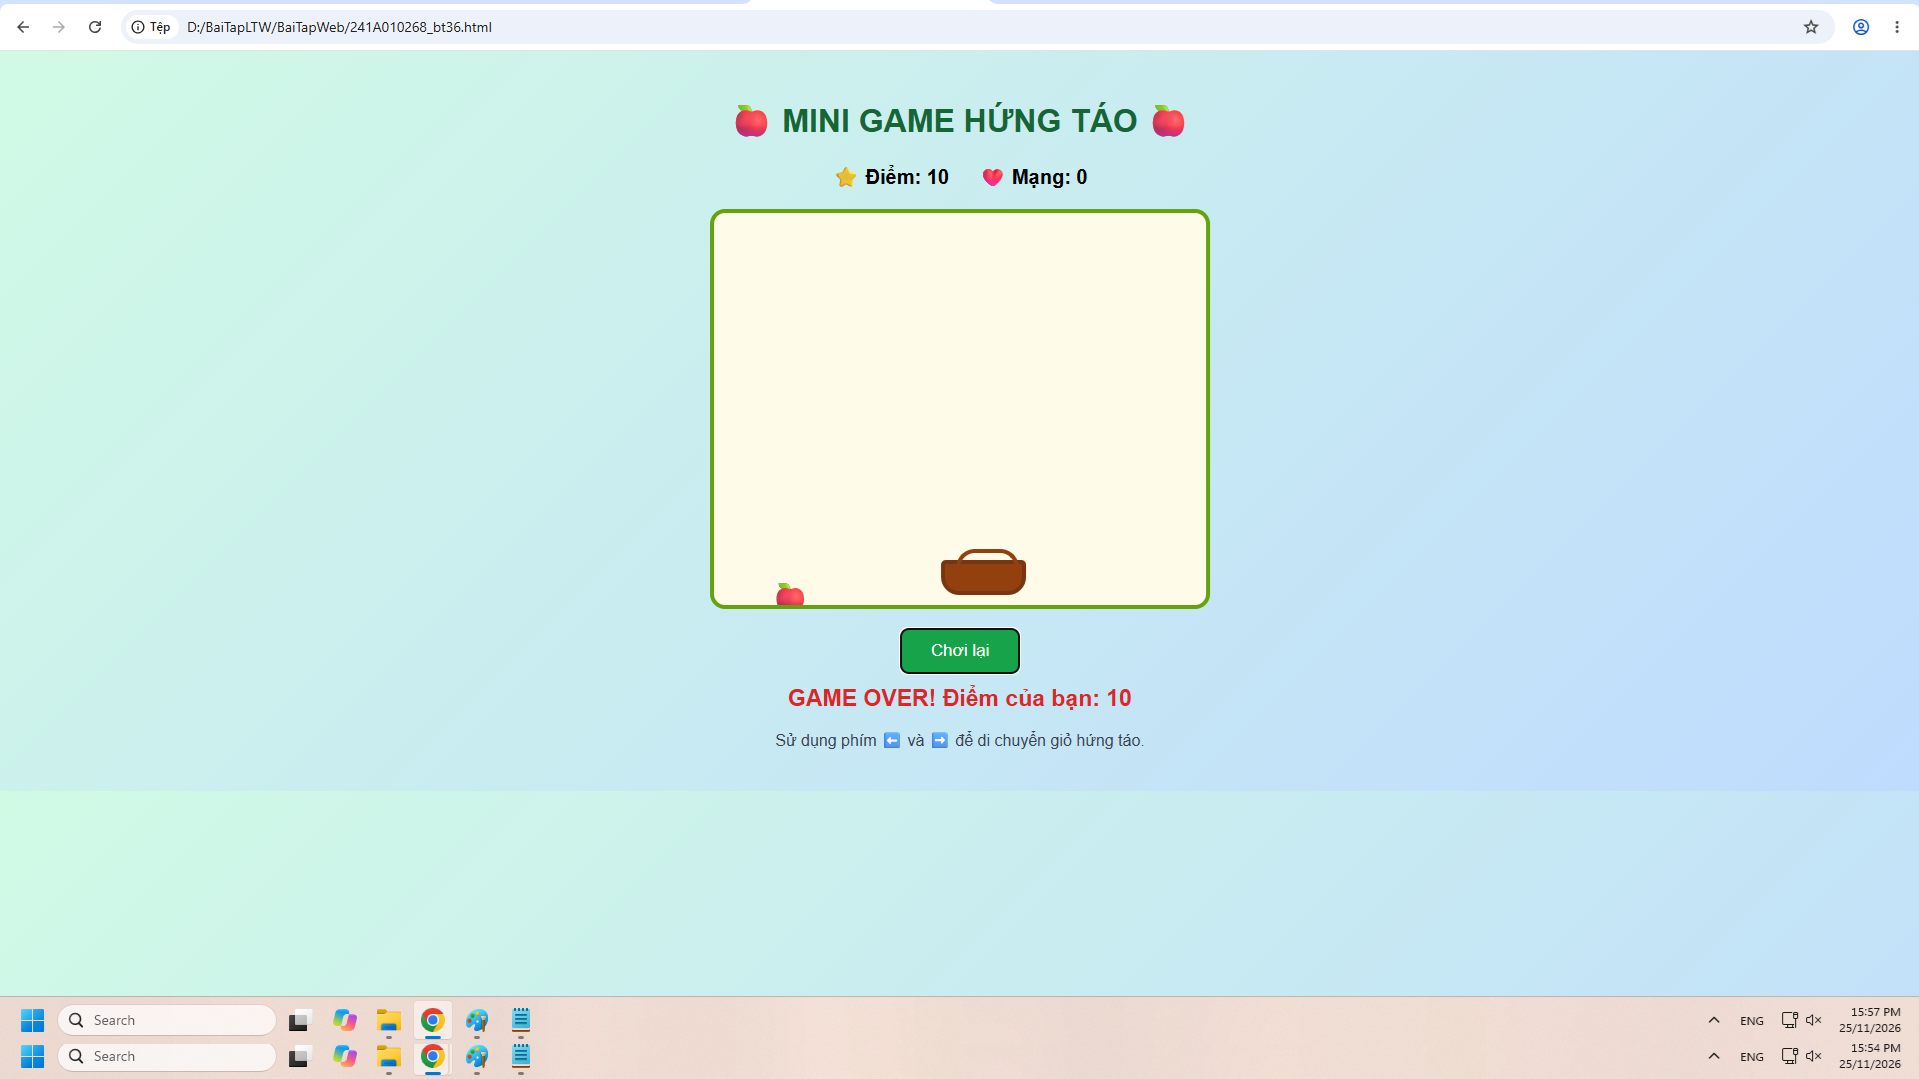 Tệp D:/BaiTapLTW/BaiTapWeb/241A010268_bt36.html
MINI GAME HỨNG TÁO
Điểm: 10 Mạng: 0
Chơi lại
GAME OVER! Điểm của bạn: 10
Sử dụng phím ⬅️ và ➡️ để di chuyển giỏ hứng táo.
Search ENG 15:57 PM
25/11/2026
Search ENG 15:54 PM
25/11/2026